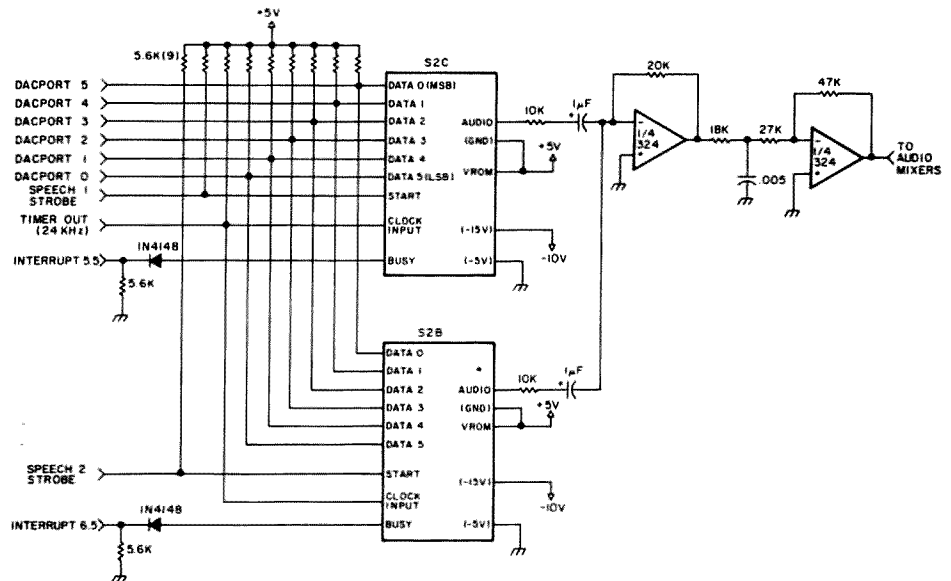 +5V
5.6K(9)
S2C
20K
47K
DACPORT 5
DATA 0(MSB)
DACPORT 4
DATA 1
DACPORT 3
DATA 2
AUDIO
10K
+ 1µF
-
1/4
324
+
18K
27K
-
1/4
324
+
TO
AUDIO
MIXERS
DACPORT 2
DATA 3
(GND)
+5V
DACPORT 1
DATA 4
DACPORT 0
DATA 5(LSB)
VROM
.005
SPEECH 1
STROBE
START
TIMER OUT
(24 KHz)
CLOCK
INPUT
(-15V)
-10V
1N4148
INTERRUPT 5.5
BUSY
(-5V)
5.6K
S2B
DATA 0
DATA 1
DATA 2
AUDIO
10K
+ 1µF
DATA 3
(GND)
+5V
DATA 4
VROM
DATA 5
SPEECH 2
STROBE
START
(-15V)
-10V
CLOCK
INPUT
1N4148
INTERRUPT 6.5
BUSY
(-5V)
5.6K